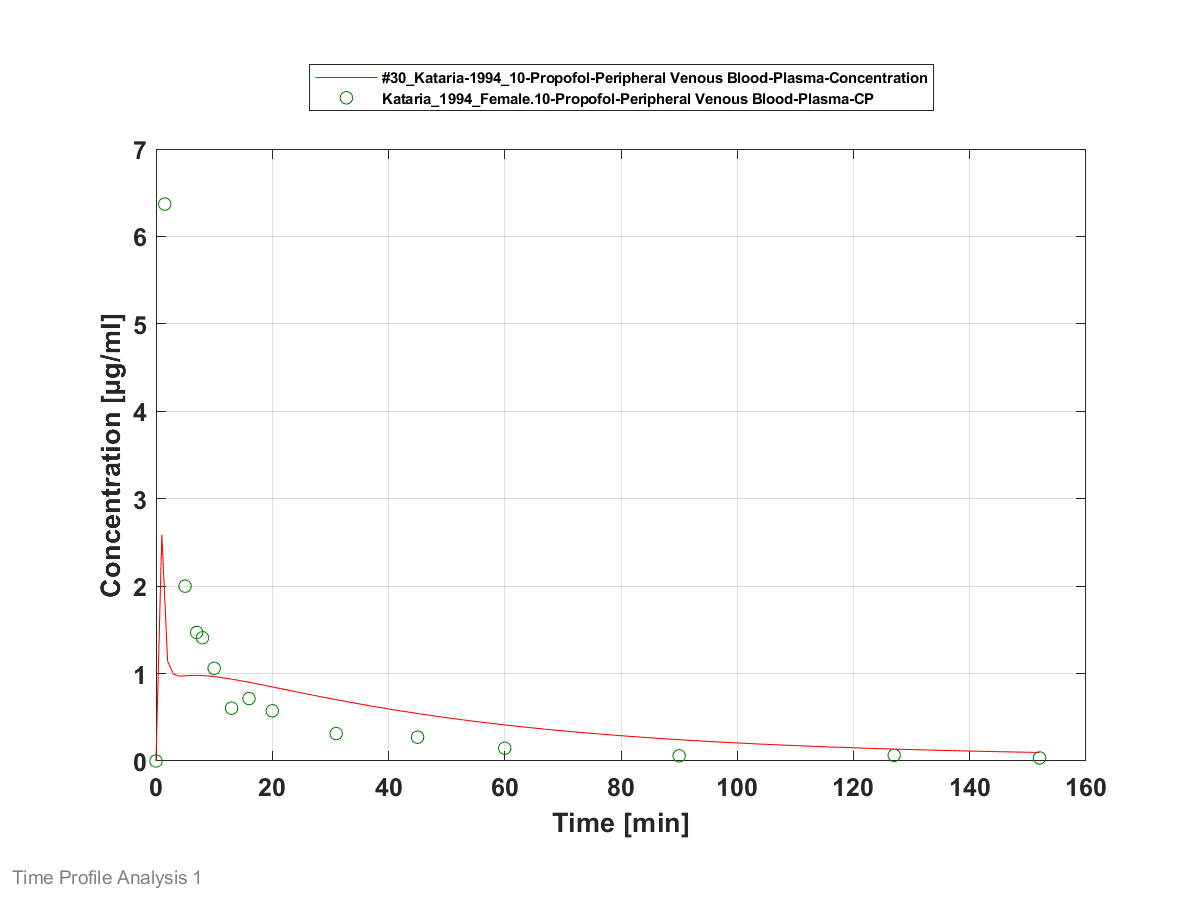 #30_Kataria-1994_10-Propofol-Peripheral Venous Blood-Plasma-Concentration
Kataria_1994_Female.10-Propofol-Peripheral Venous Blood-Plasma-CP
7
6
5
4
3
2
1
0
Concentration [µg/ml]
0 20 40 60 80 100 120 140 160
Time [min]
Time Profile Analysis 1